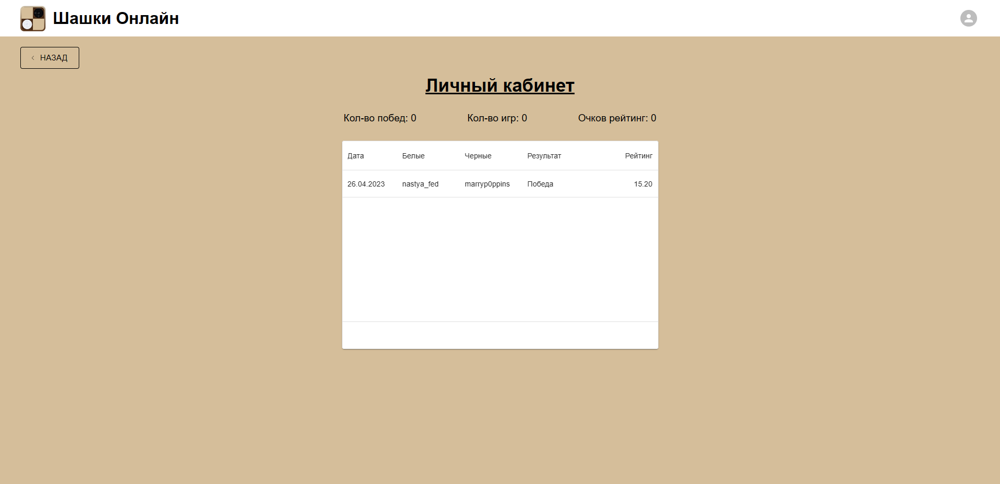 Шашки Онлайн
НАЗАД
Личный кабинет
Кол-во побед: 0 Кол-во игр: 0 Очков рейтинг: 0
Дата Белые Черные Результат Рейтинг
26.04.2023 nastya_fed marryp0ppins Победа 15.20